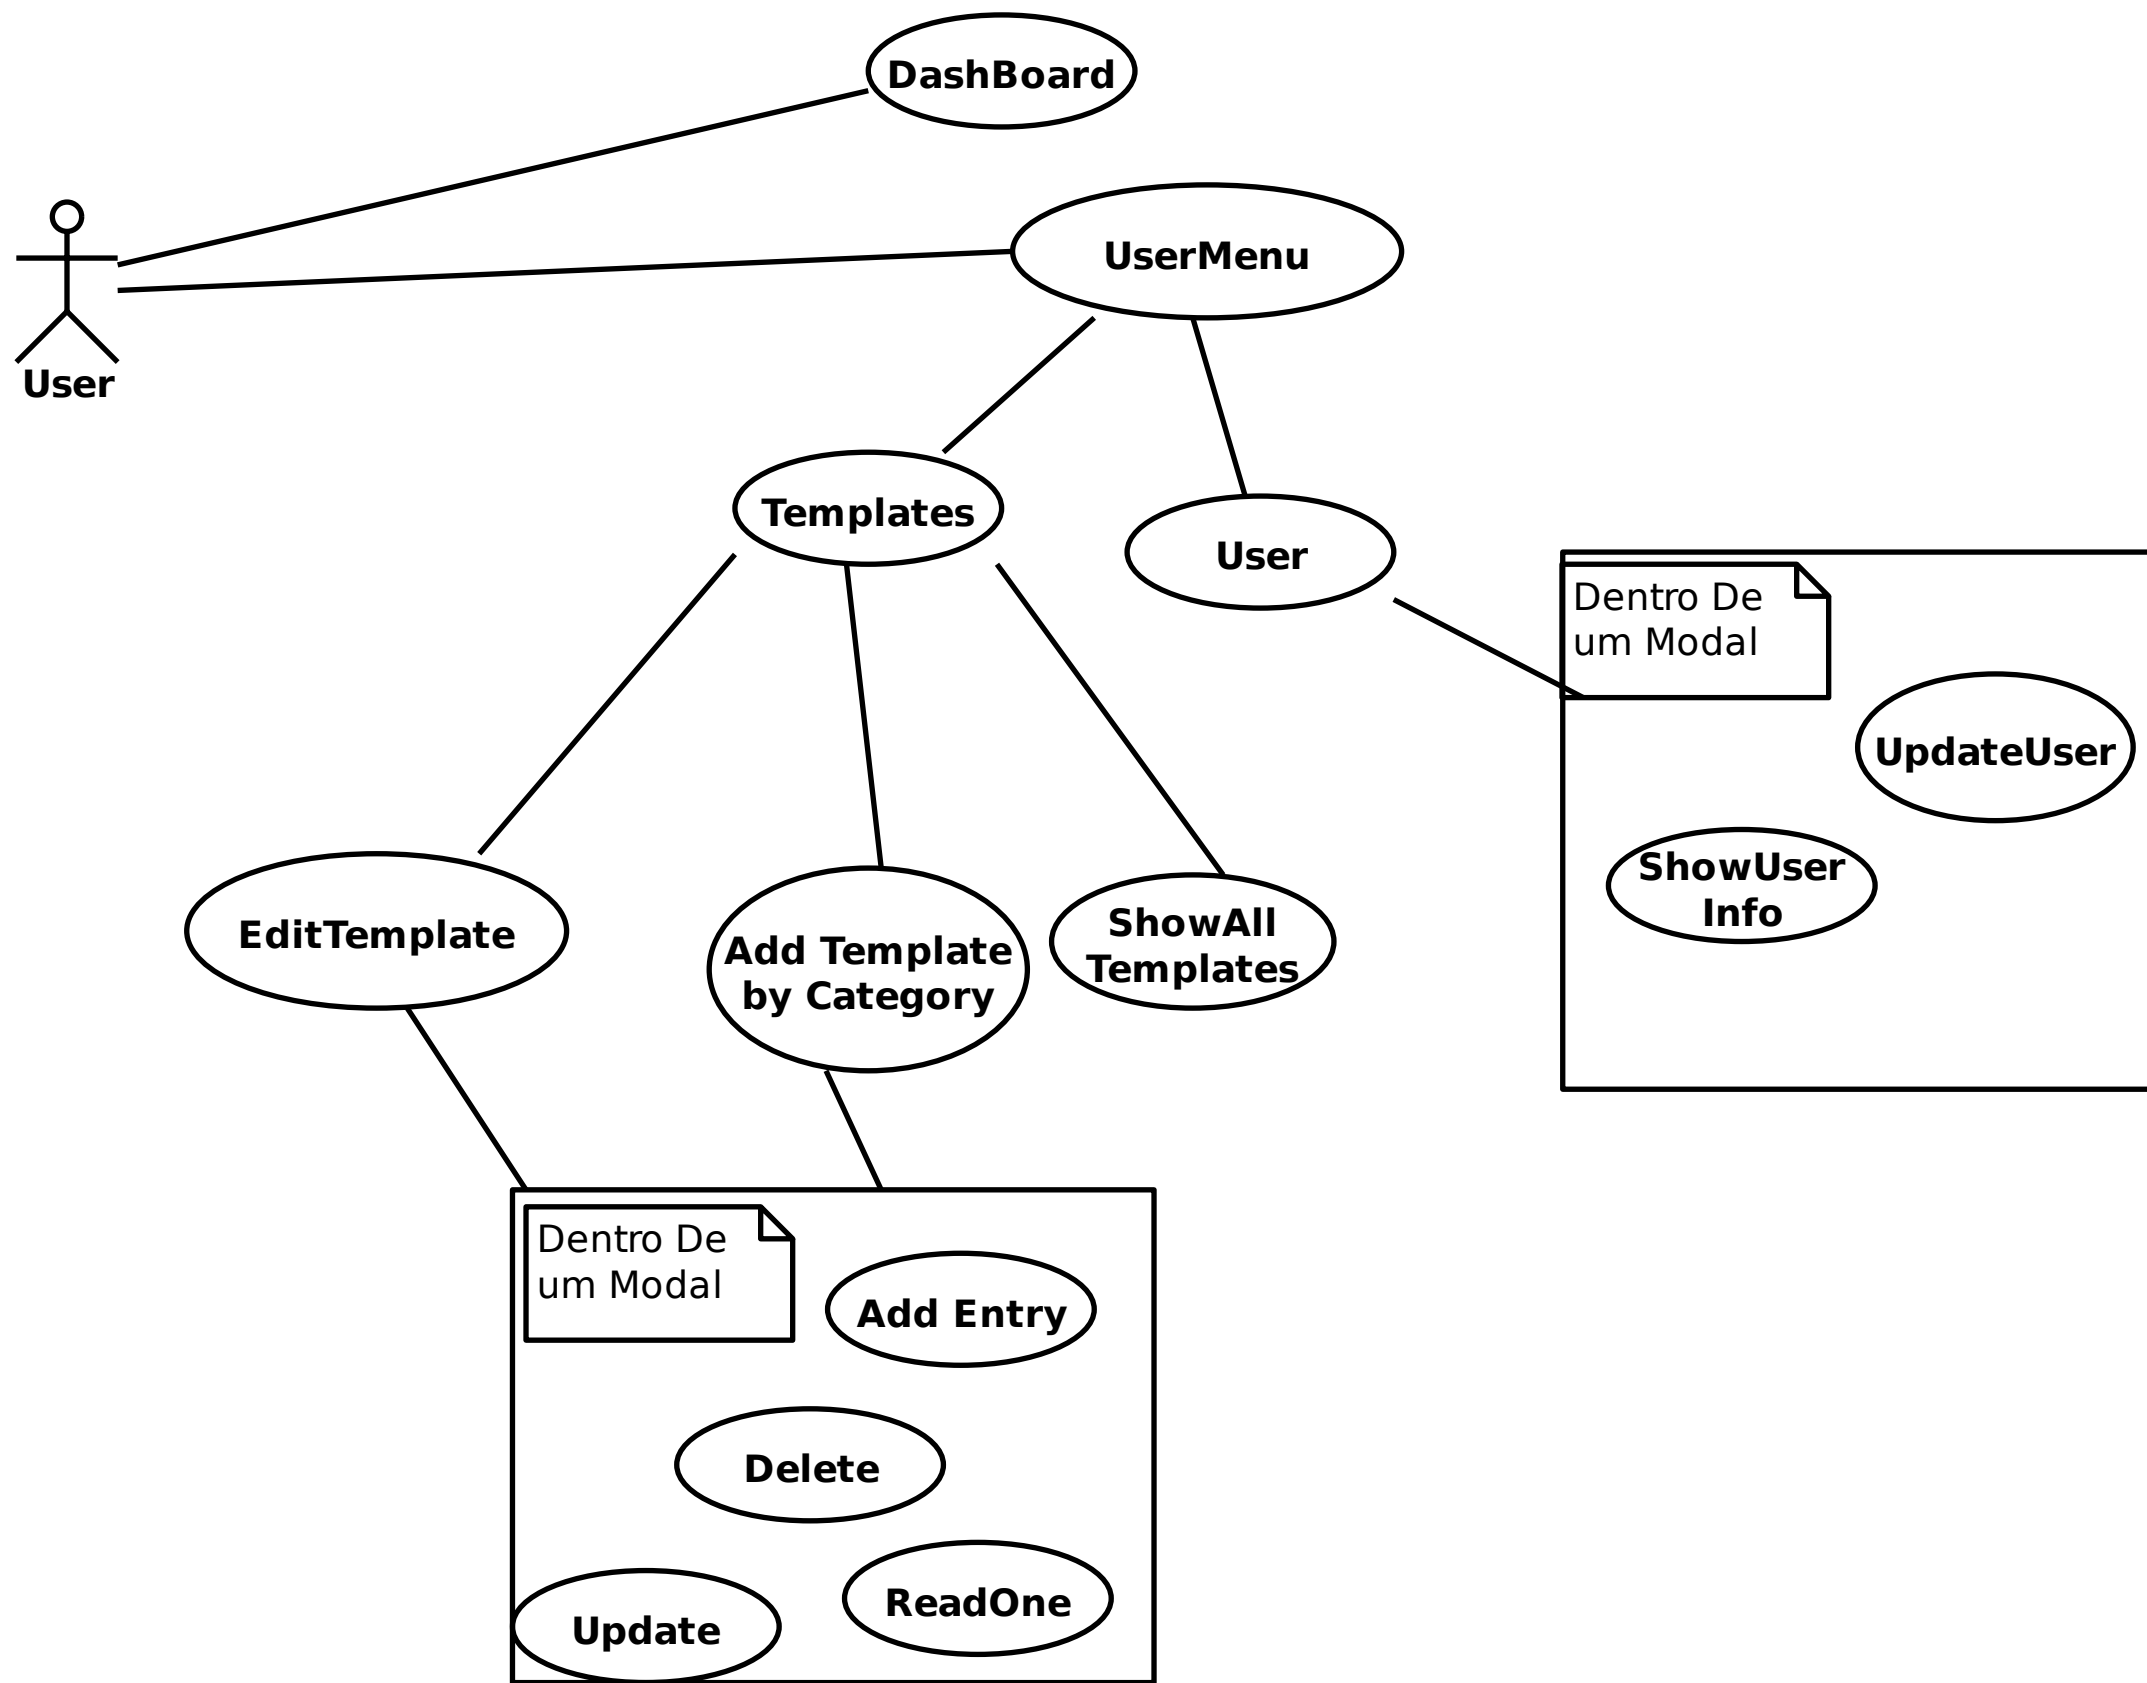 DashBoard
UserMenu
User
Templates
User
Dentro De
um Modal
UpdateUser
ShowUser
Info
EditTemplate
Add Template
by Category
ShowAll
Templates
Dentro De
um Modal
Add Entry
Delete
ReadOne
Update